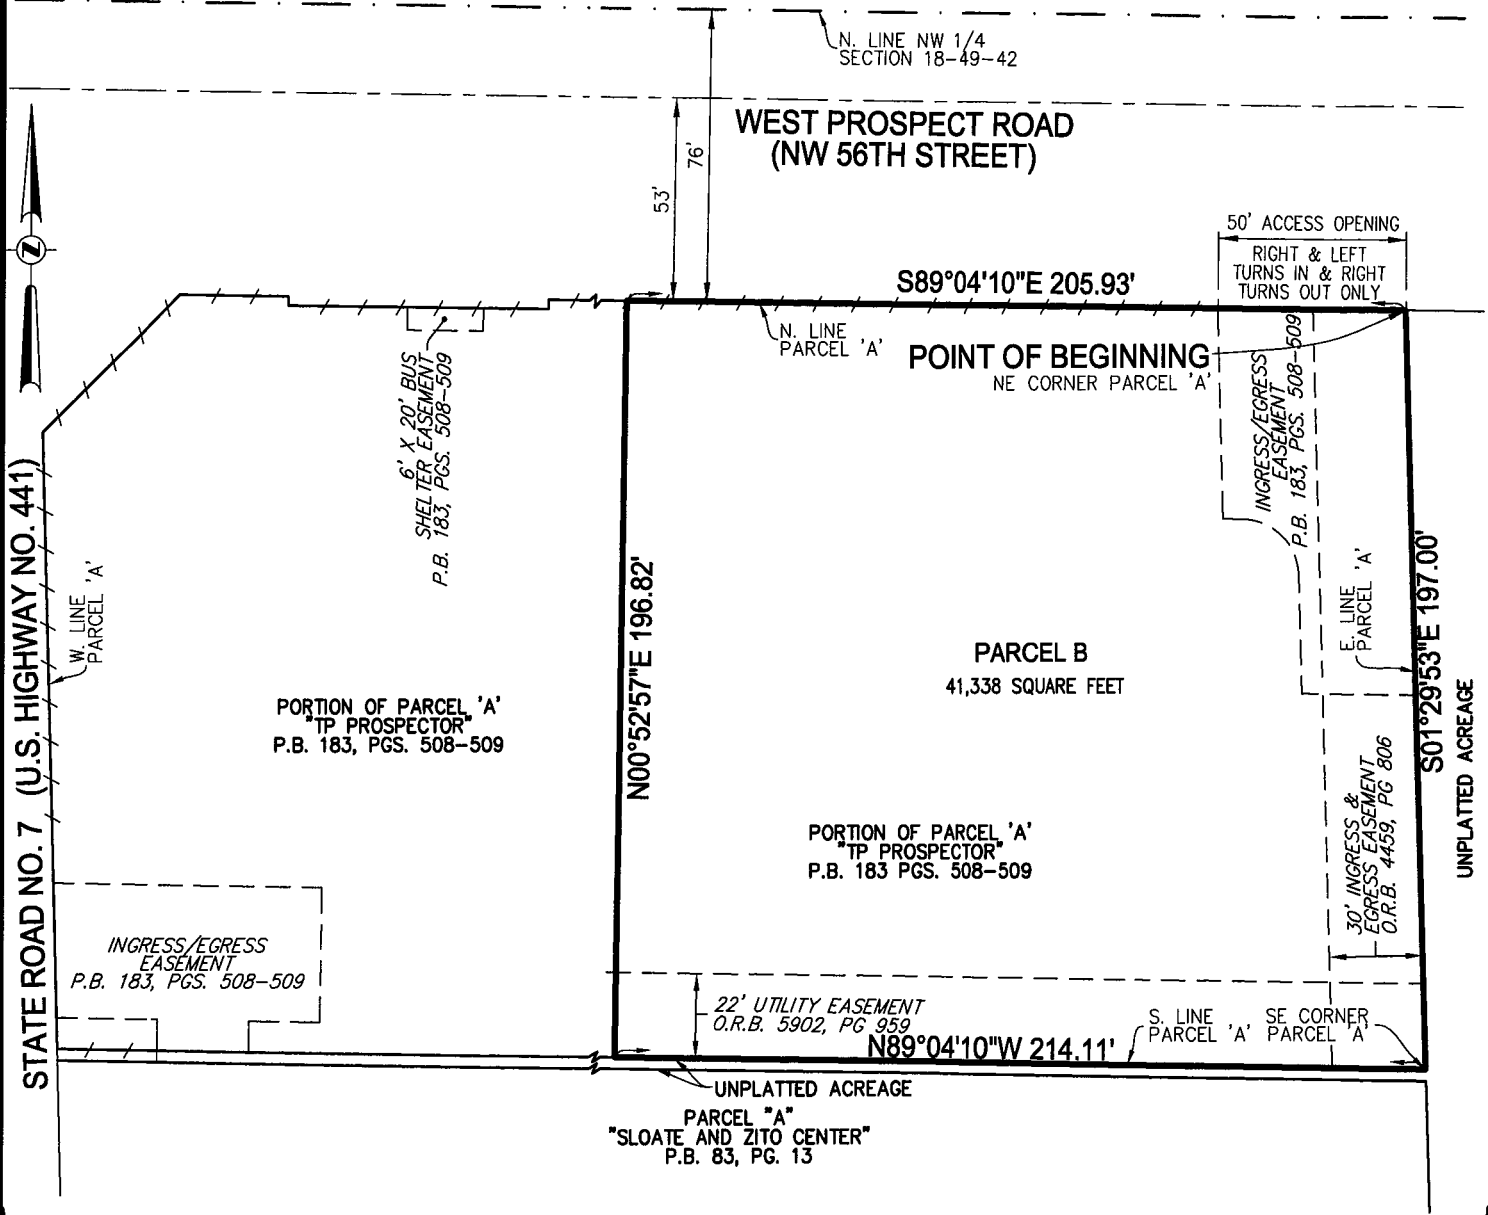 N. LINE NW 1/4
SECTION 18-49-42
WEST PROSPECT ROAD
(NW 56TH STREET)
76'
53'
50' ACCESS OPENING
RIGHT & LEFT
TURNS IN & RIGHT
TURNS OUT ONLY
Z
S89°04'10"E 205.93'
N. LINE
PARCEL 'A'
POINT OF BEGINNING
NE CORNER PARCEL 'A'
6' X 20' BUS
SHELTER EASEMENT
P.B. 183, PGS. 508-509
INGRESS/EGRESS
EASEMENT
P.B. 183, PGS. 508-509
STATE ROAD NO. 7 (U.S. HIGHWAY NO. 441)
W. LINE
PARCEL 'A'
N00°52'57"E 196.82'
E. LINE
PARCEL 'A'
S01°29'53"E 197.00'
UNPLATTED ACREAGE
PARCEL B
41,338 SQUARE FEET
PORTION OF PARCEL 'A'
"TP PROSPECTOR"
P.B. 183, PGS. 508-509
PORTION OF PARCEL 'A'
"TP PROSPECTOR"
P.B. 183 PGS. 508-509
30' INGRESS &
EGRESS EASEMENT
O.R.B. 4459, PG 806
INGRESS/EGRESS
EASEMENT
P.B. 183, PGS. 508-509
22' UTILITY EASEMENT
O.R.B. 5902, PG 959
S. LINE
PARCEL 'A'
SE CORNER
PARCEL 'A'
N89°04'10"W 214.11'
UNPLATTED ACREAGE
PARCEL "A"
"SLOATE AND ZITO CENTER"
P.B. 83, PG. 13